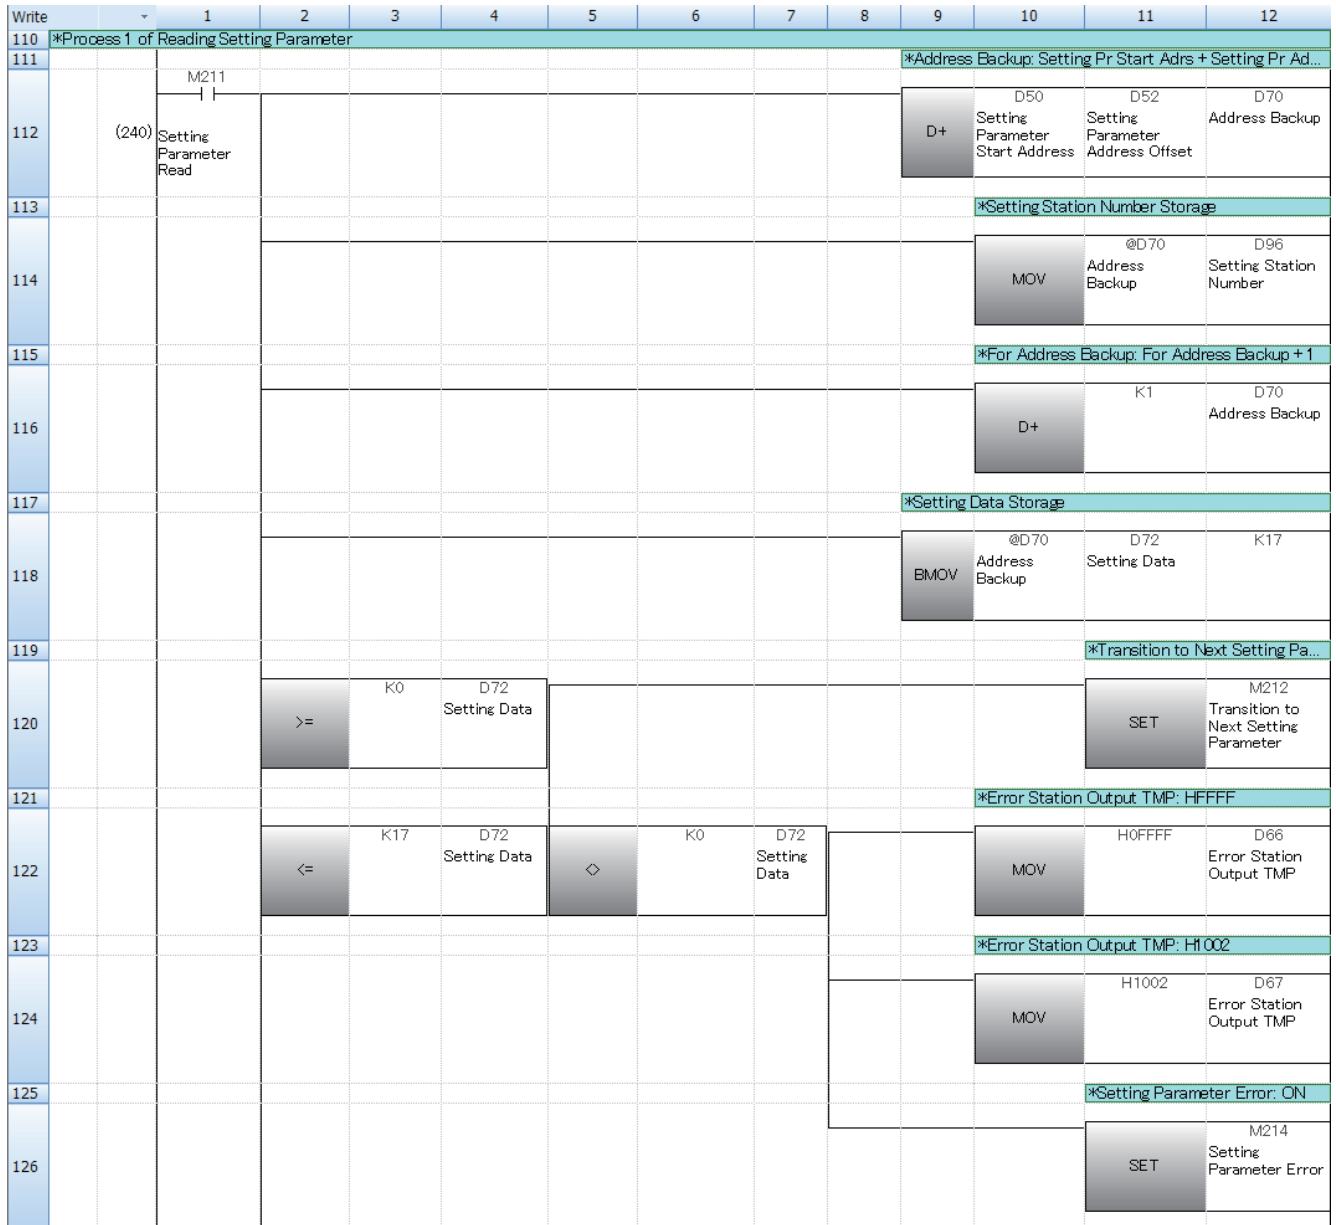 Write 1 2 3 4 5 6 7 8 9 10 11 12
110 *Process 1 of Reading Setting Parameter
111 *Address Backup: Setting Pr Start Adrs + Setting Pr Ad...
M211
D50 D52 D70
112 (240) Setting Parameter Read
D+
Setting Parameter Start Address
Setting Parameter Address Offset
Address Backup
113 *Setting Station Number Storage
@D70 D96
114 MOV
Address Backup
Setting Station Number
115 *For Address Backup: For Address Backup + 1
K1 D70
116 D+
Address Backup
117 *Setting Data Storage
@D70 D72 K17
118 BMOV
Address Backup
Setting Data
119 *Transition to Next Setting Pa...
K0 D72 M212
120 >=
Setting Data
SET
Transition to Next Setting Parameter
121 *Error Station Output TMP: HFFFF
K17 D72 K0 D72 H0FFFF D66
122 <=
Setting Data
<>
Setting Data
MOV
Error Station Output TMP
123 *Error Station Output TMP: H1002
H1002 D67
124 MOV
Error Station Output TMP
125 *Setting Parameter Error: ON
M214
126 SET
Setting Parameter Error